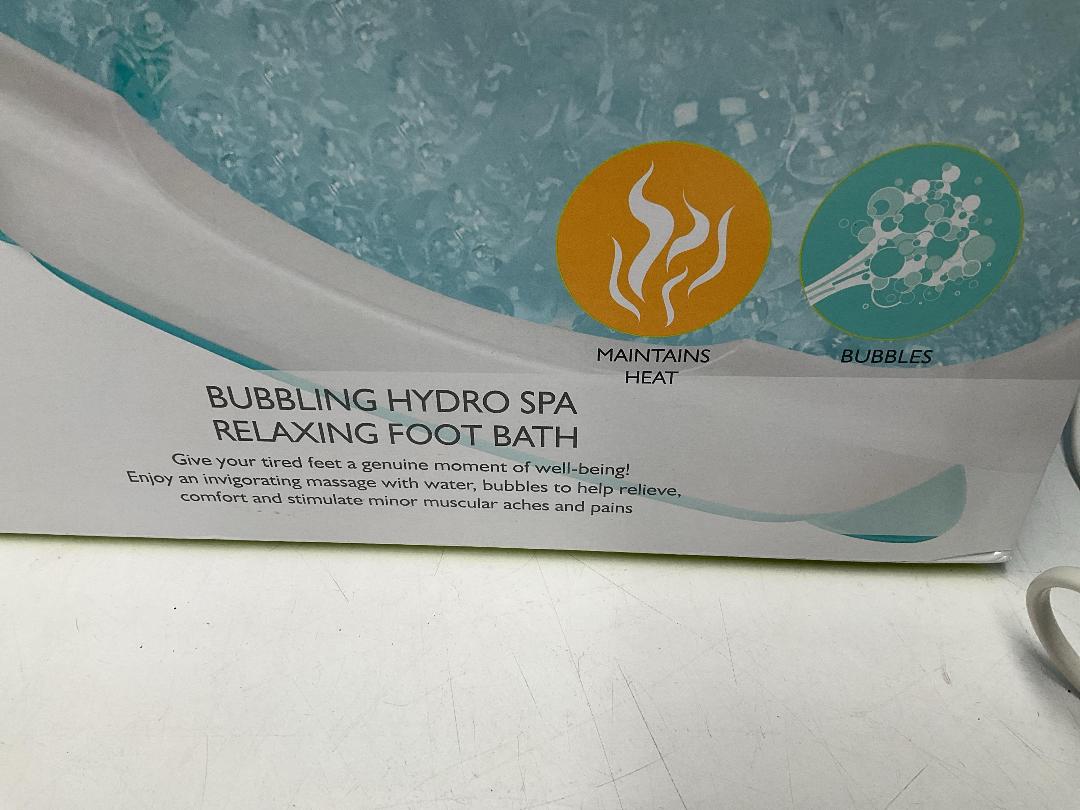 MAINTAINS
HEAT
BUBBLES
BUBBLING HYDRO SPA
RELAXING FOOT BATH
Give your tired feet a genuine moment of well-being!
Enjoy an invigorating massage with water, bubbles to help relieve,
comfort and stimulate minor muscular aches and pains